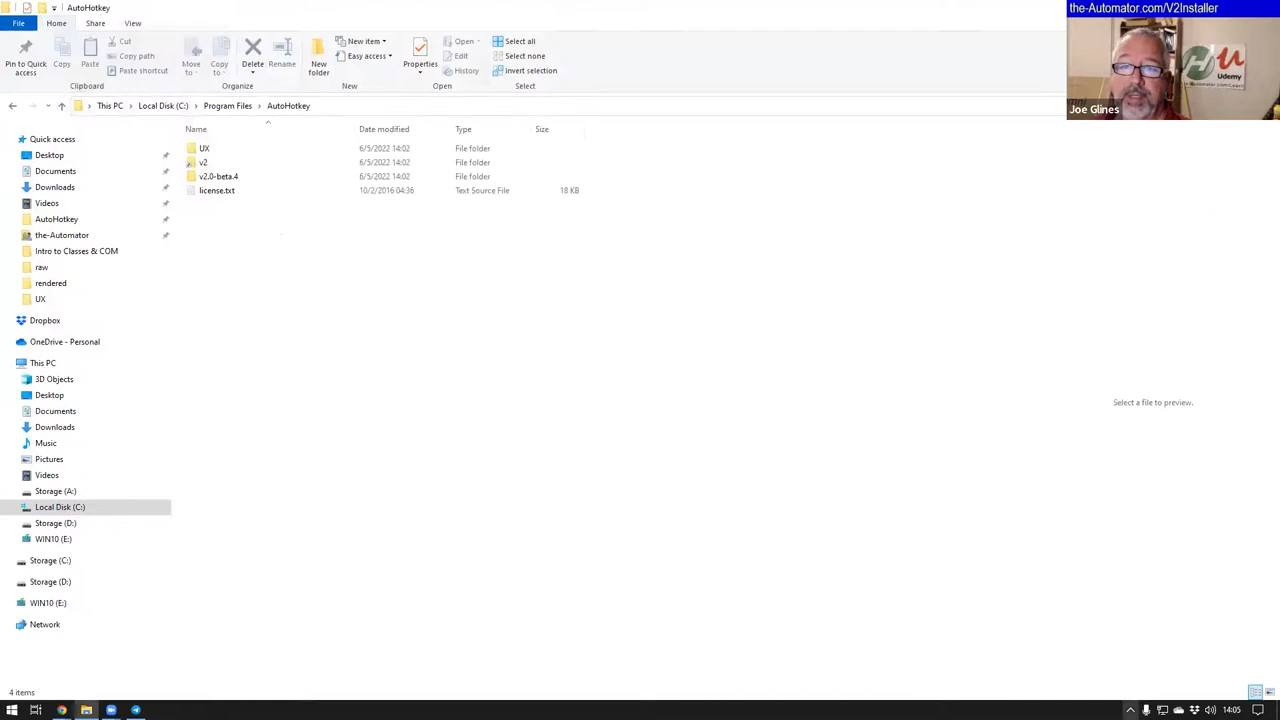 AutoHotkey
the-Automator.com/V2Installer
File Home Share View
Pin to Quick access
Copy
Paste
Cut
Copy path
Paste shortcut
Clipboard
Move to
Copy to
Delete
Rename
Organize
New folder
New item
Easy access
New
Properties
Open
Edit
History
Open
Select all
Select none
Invert selection
Select
Udemy
Joe Glines
This PC Local Disk (C:) Program Files AutoHotkey
Name Date modified Type Size
UX 6/5/2022 14:02 File folder
v2 6/5/2022 14:02 File folder
v2.0-beta.4 6/5/2022 14:02 File folder
license.txt 10/2/2016 04:36 Text Source File 18 KB
Quick access
Desktop
Documents
Downloads
Videos
AutoHotkey
the-Automator
Intro to Classes & COM
raw
rendered
UX
Dropbox
OneDrive - Personal
This PC
3D Objects
Desktop
Documents
Downloads
Music
Pictures
Videos
Storage (A:)
Local Disk (C:)
Storage (D:)
WIN10 (E:)
Storage (C:)
Storage (D:)
WIN10 (E:)
Network
Select a file to preview.
4 items
14:05